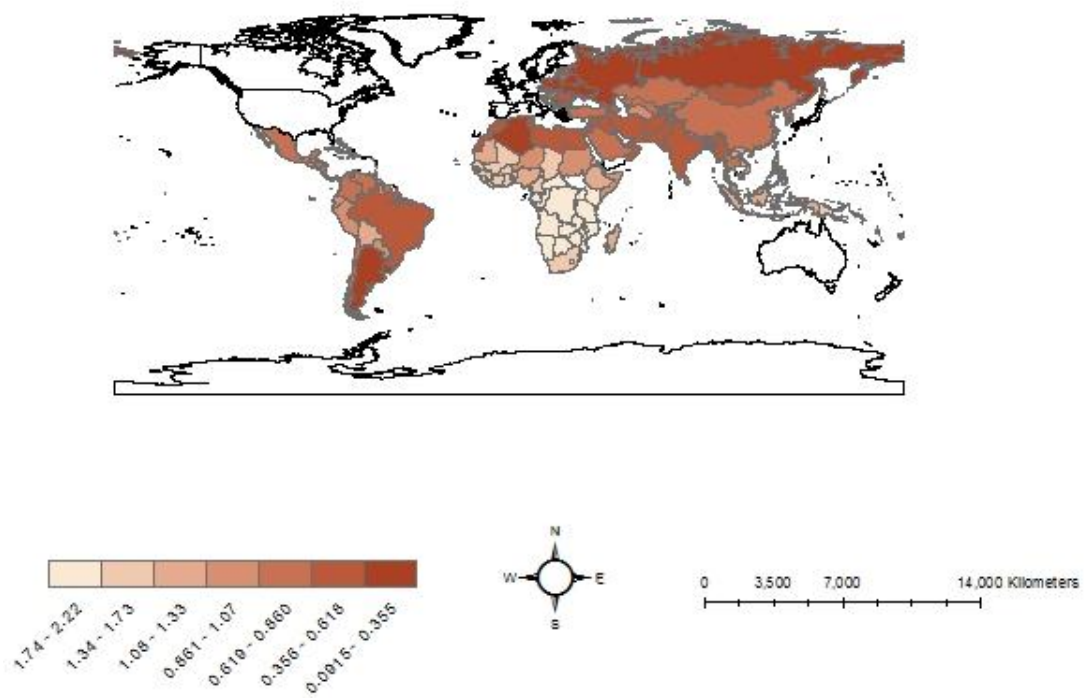 N
W E
S
1.74 - 2.22
1.34 - 1.73
1.08 - 1.33
0.861 - 1.07
0.619 - 0.860
0.356 - 0.618
0.0915 - 0.355
0 3,500 7,000 14,000 Kilometers